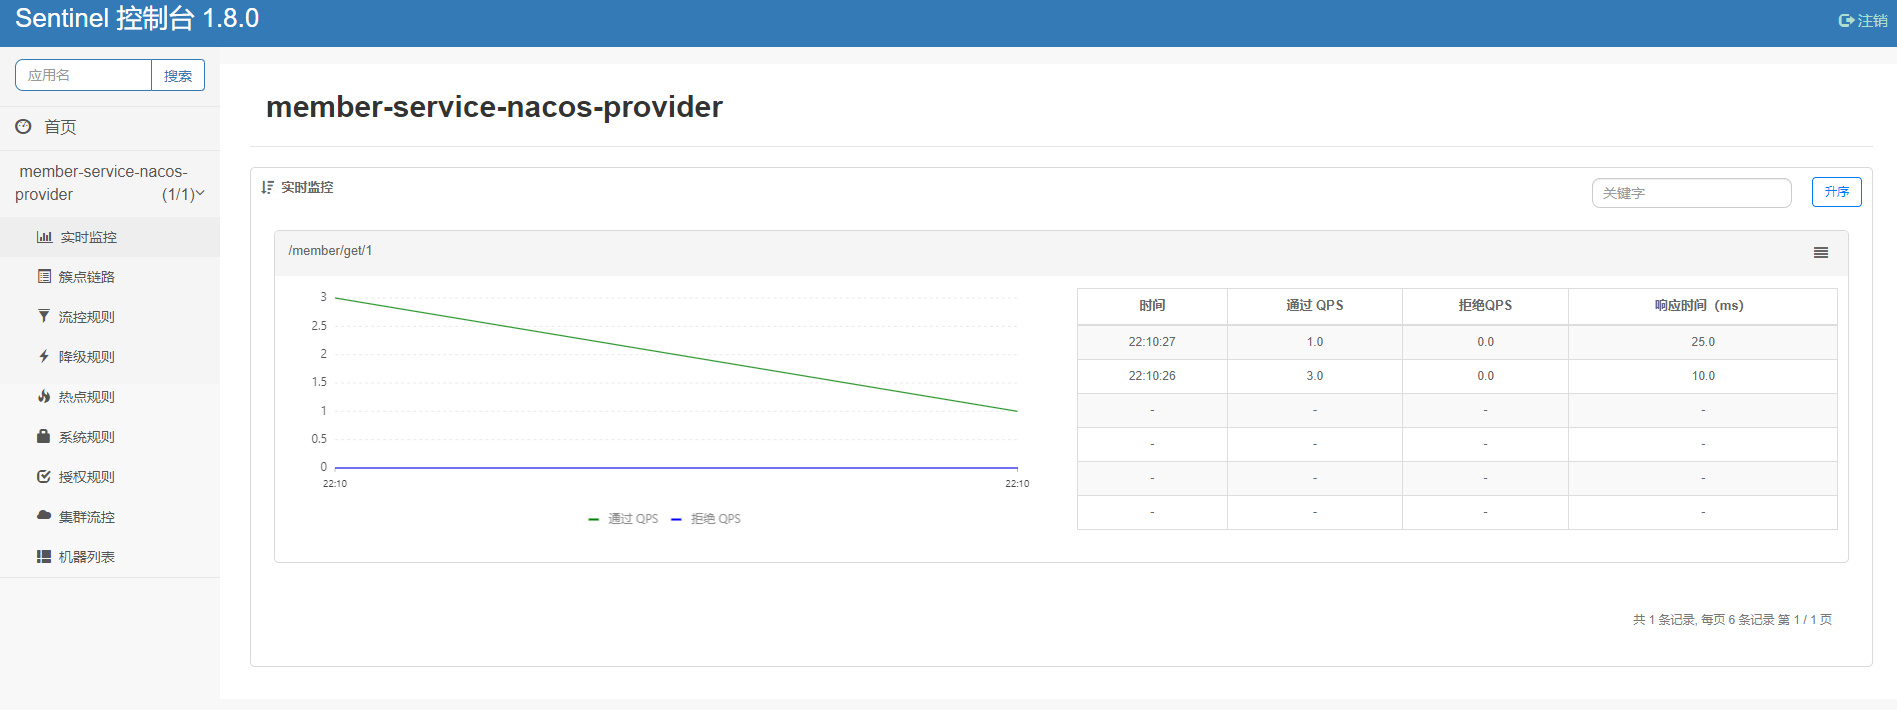 Sentinel 控制台 1.8.0
注销
应用名
搜索
首页
member-service-nacos-
provider (1/1)
实时监控
簇点链路
流控规则
降级规则
热点规则
系统规则
授权规则
集群流控
机器列表
member-service-nacos-provider
实时监控
关键字
升序
/member/get/1
3
2.5
2
1.5
1
0.5
0
22:10 22:10
通过 QPS 拒绝 QPS
时间 通过 QPS 拒绝QPS 响应时间（ms）
22:10:27 1.0 0.0 25.0
22:10:26 3.0 0.0 10.0
- - - -
- - - -
- - - -
- - - -
共 1 条记录, 每页 6 条记录 第 1 / 1 页